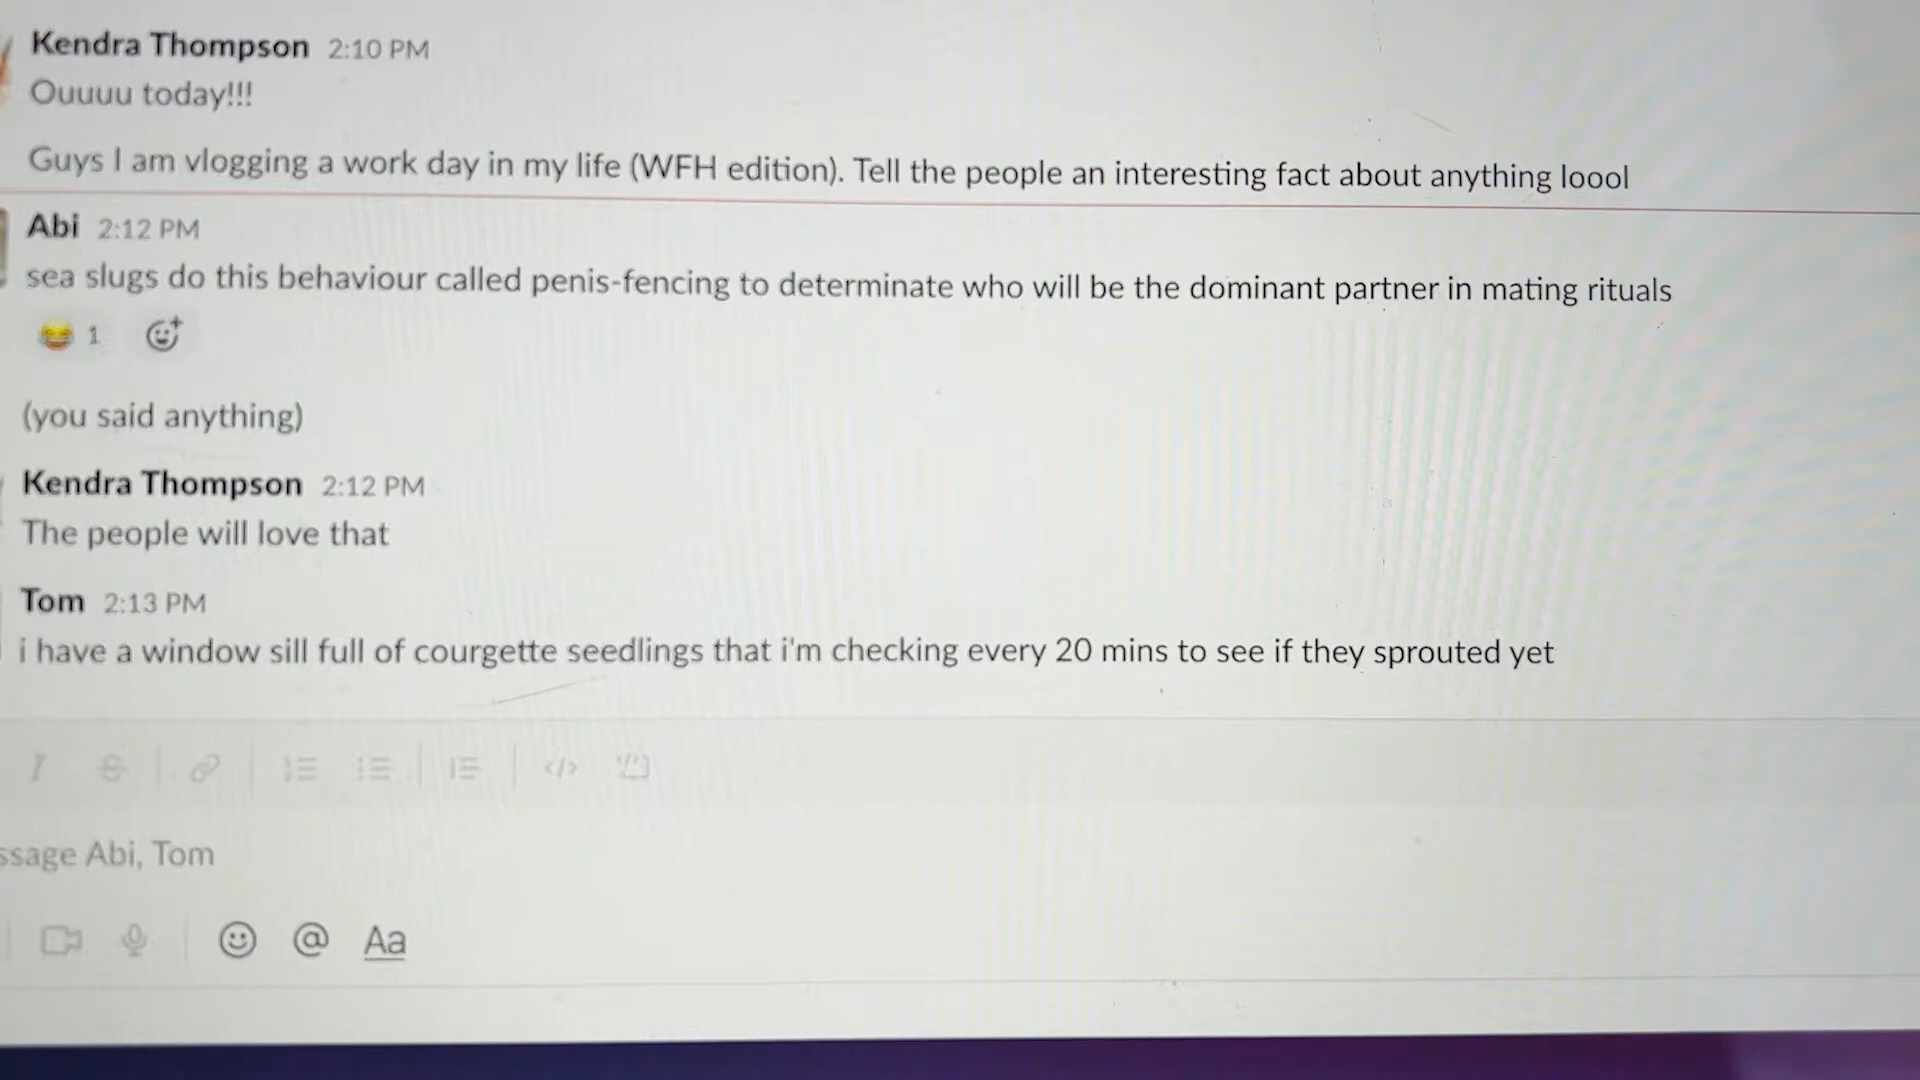 Kendra Thompson 2:10 PM
Ouuuu today!!!
Guys I am vlogging a work day in my life (WFH edition). Tell the people an interesting fact about anything loool
Abi 2:12 PM
sea slugs do this behaviour called penis-fencing to determinate who will be the dominant partner in mating rituals
1
(you said anything)
Kendra Thompson 2:12 PM
The people will love that
Tom 2:13 PM
i have a window sill full of courgette seedlings that i'm checking every 20 mins to see if they sprouted yet
ssage Abi, Tom
@ Aa